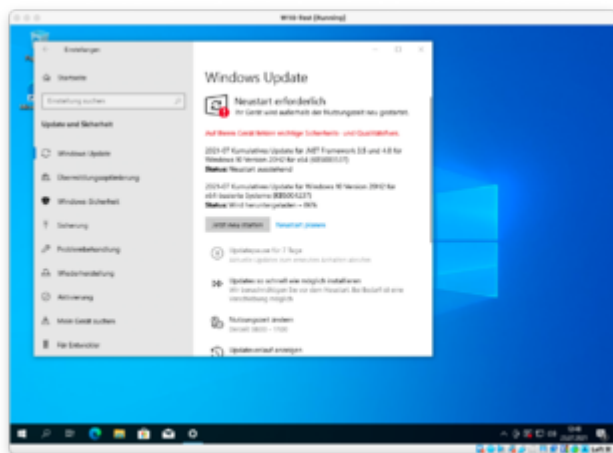 Win10-Test [Running]
Einstellungen
Startseite
Einstellung suchen
Update und Sicherheit
Windows Update
Übermittlungsoptimierung
Windows-Sicherheit
Sicherung
Problembehandlung
Wiederherstellung
Aktivierung
Mein Gerät suchen
Für Entwickler
Windows Update
Neustart erforderlich
Ihr Gerät wird außerhalb der Nutzungszeit neu gestartet.
Auf Ihrem Gerät fehlen wichtige Sicherheits- und Qualitätsfixes.
2021-07 Kumulatives Update für .NET Framework 3.5 und 4.8 für
Windows 10 Version 20H2 für x64
Status: Neustart ausstehend
2021-07 Kumulatives Update für Windows 10 Version 20H2 für
x64-basierte Systeme (KB5004237)
Status: Wird heruntergeladen –
Jetzt neu starten
Neustart planen
Updatepause für 7 Tage
Updates so schnell wie möglich installieren
Nutzungszeit ändern
Updateverlauf anzeigen
Left